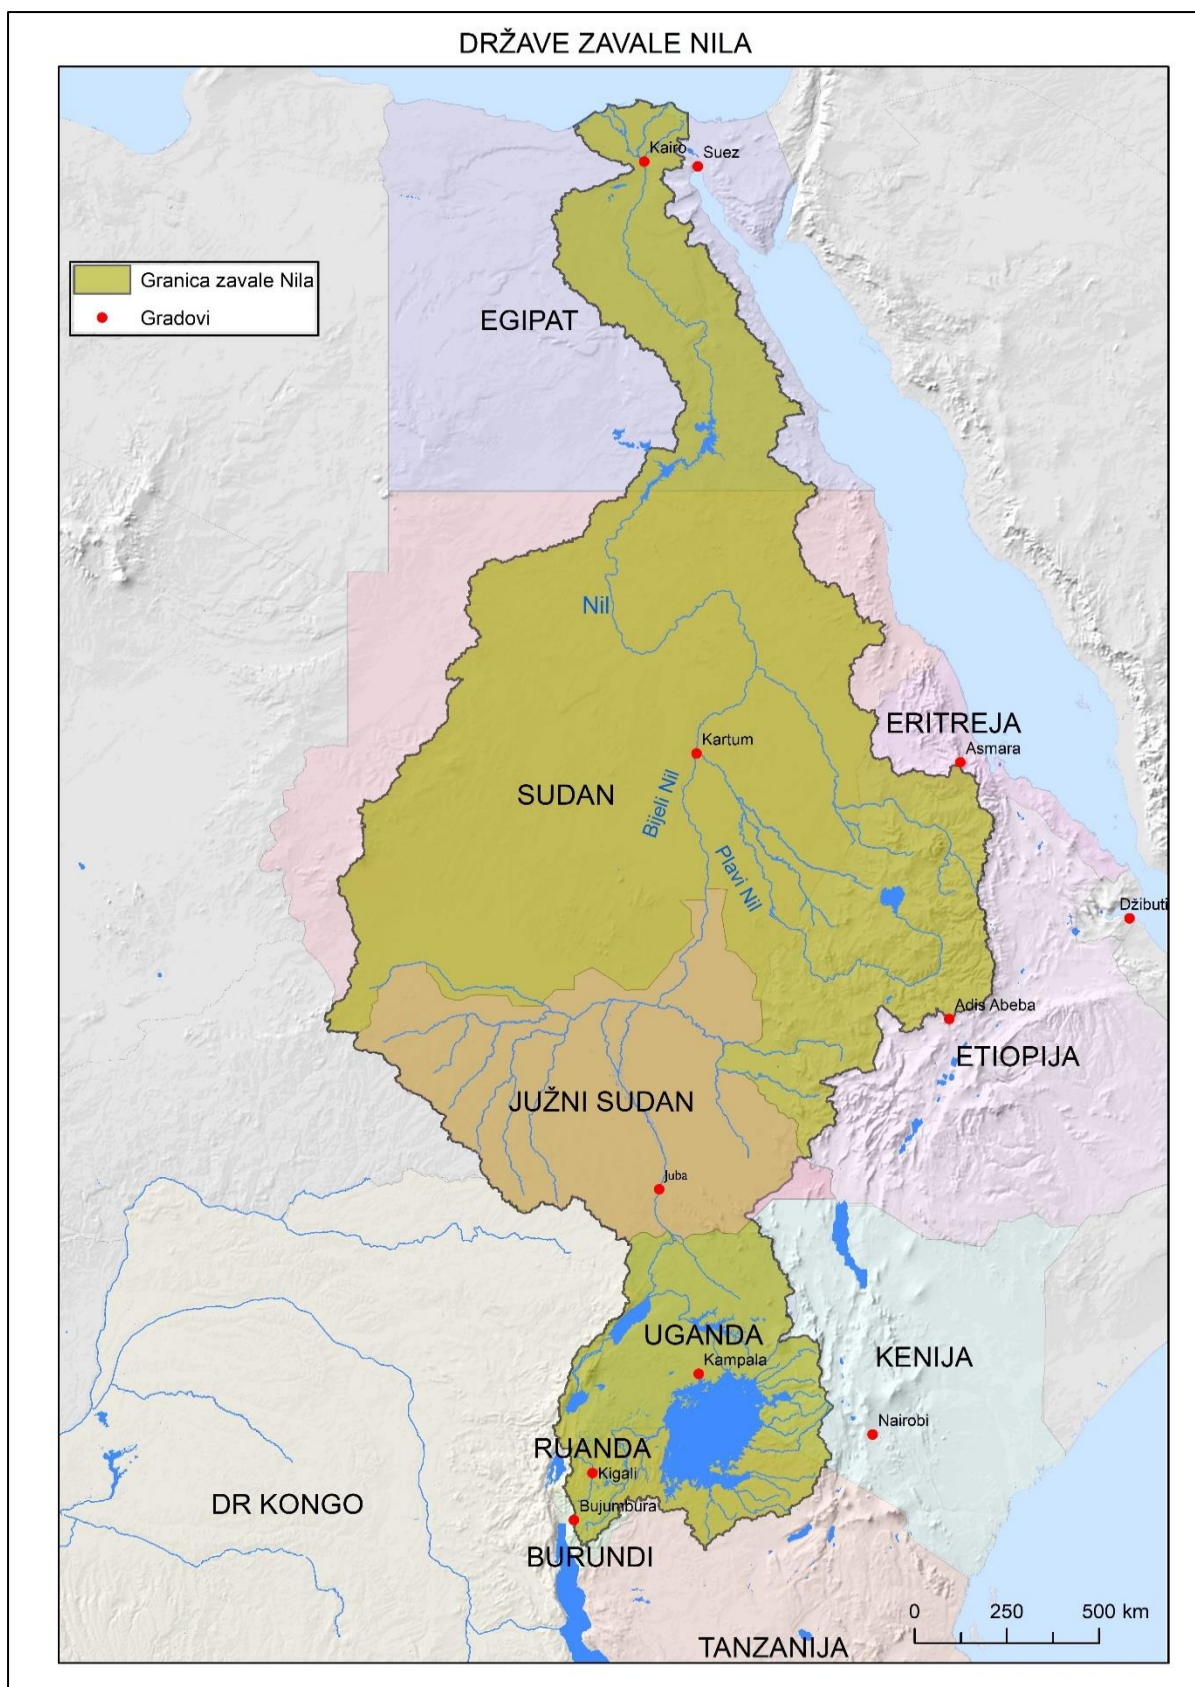 DRŽAVE ZAVALE NILA
Kairo
Suez
Granica zavale Nila
Gradovi
EGIPAT
Nil
ERITREJA
Kartum
Asmara
SUDAN
Bijeli Nil
Plavi Nil
Džibuti
Adis Abeba
ETIOPIJA
JUŽNI SUDAN
Juba
UGANDA
Kampala
KENIJA
Nairobi
RUANDA
Kigali
DR KONGO
Bujumbura
BURUNDI
0 250 500 km
TANZANIJA